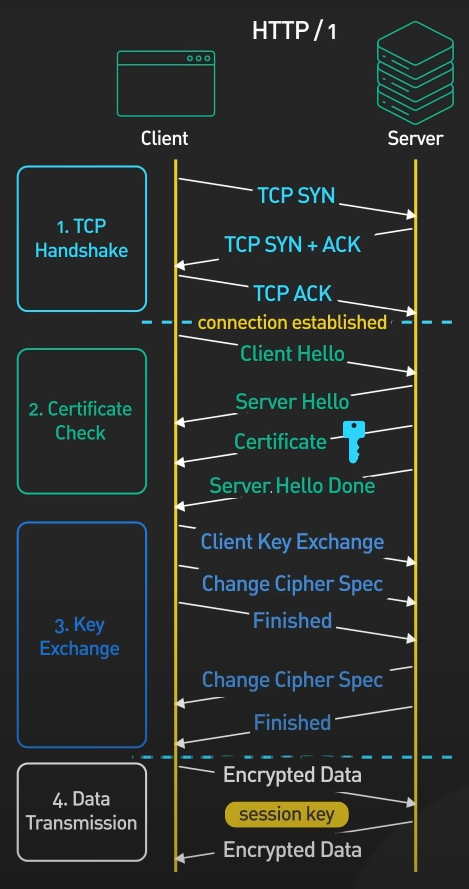 HTTP / 1
Client
Server
1. TCP
Handshake
TCP SYN
TCP SYN + ACK
TCP ACK
connection established
2. Certificate
Check
Client Hello
Server Hello
Certificate
Server Hello Done
3. Key
Exchange
Client Key Exchange
Change Cipher Spec
Finished
Change Cipher Spec
Finished
4. Data
Transmission
Encrypted Data
session key
Encrypted Data